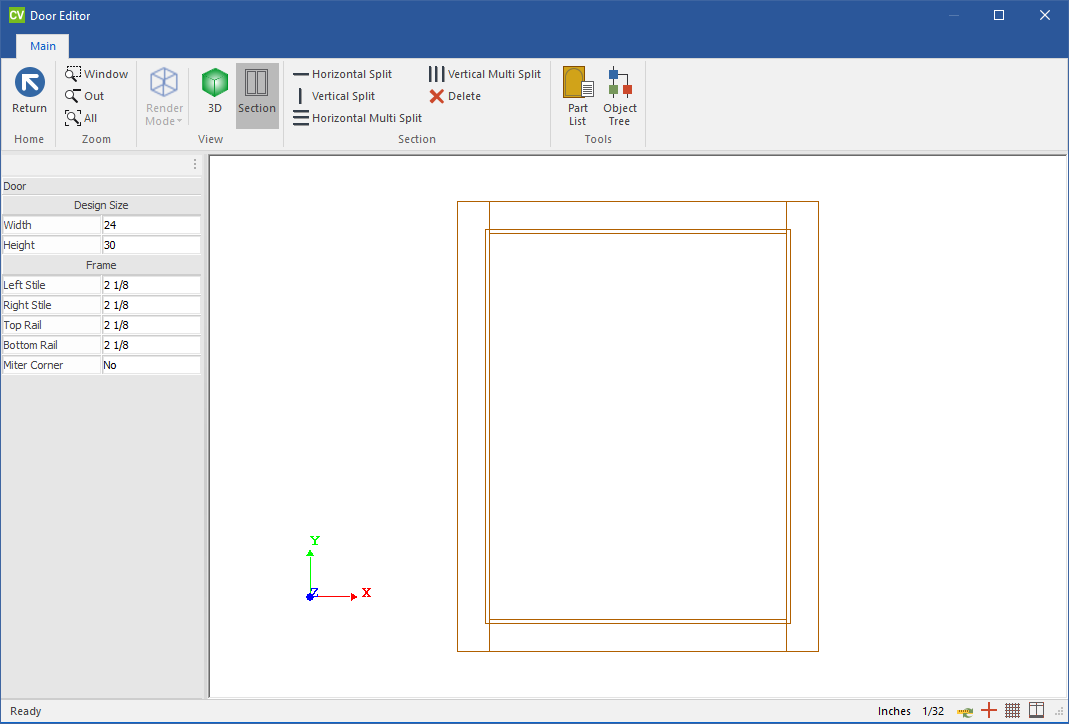 CV Door Editor
Main
Return
Home
Window
Out
All
Zoom
Render
Mode
3D
Section
View
Horizontal Split
Vertical Split
Horizontal Multi Split
Vertical Multi Split
Delete
Section
Part
List
Object
Tree
Tools
Door
Design Size
Width 24
Height 30
Frame
Left Stile 2 1/8
Right Stile 2 1/8
Top Rail 2 1/8
Bottom Rail 2 1/8
Miter Corner No
Y
Z
X
Ready
Inches 1/32